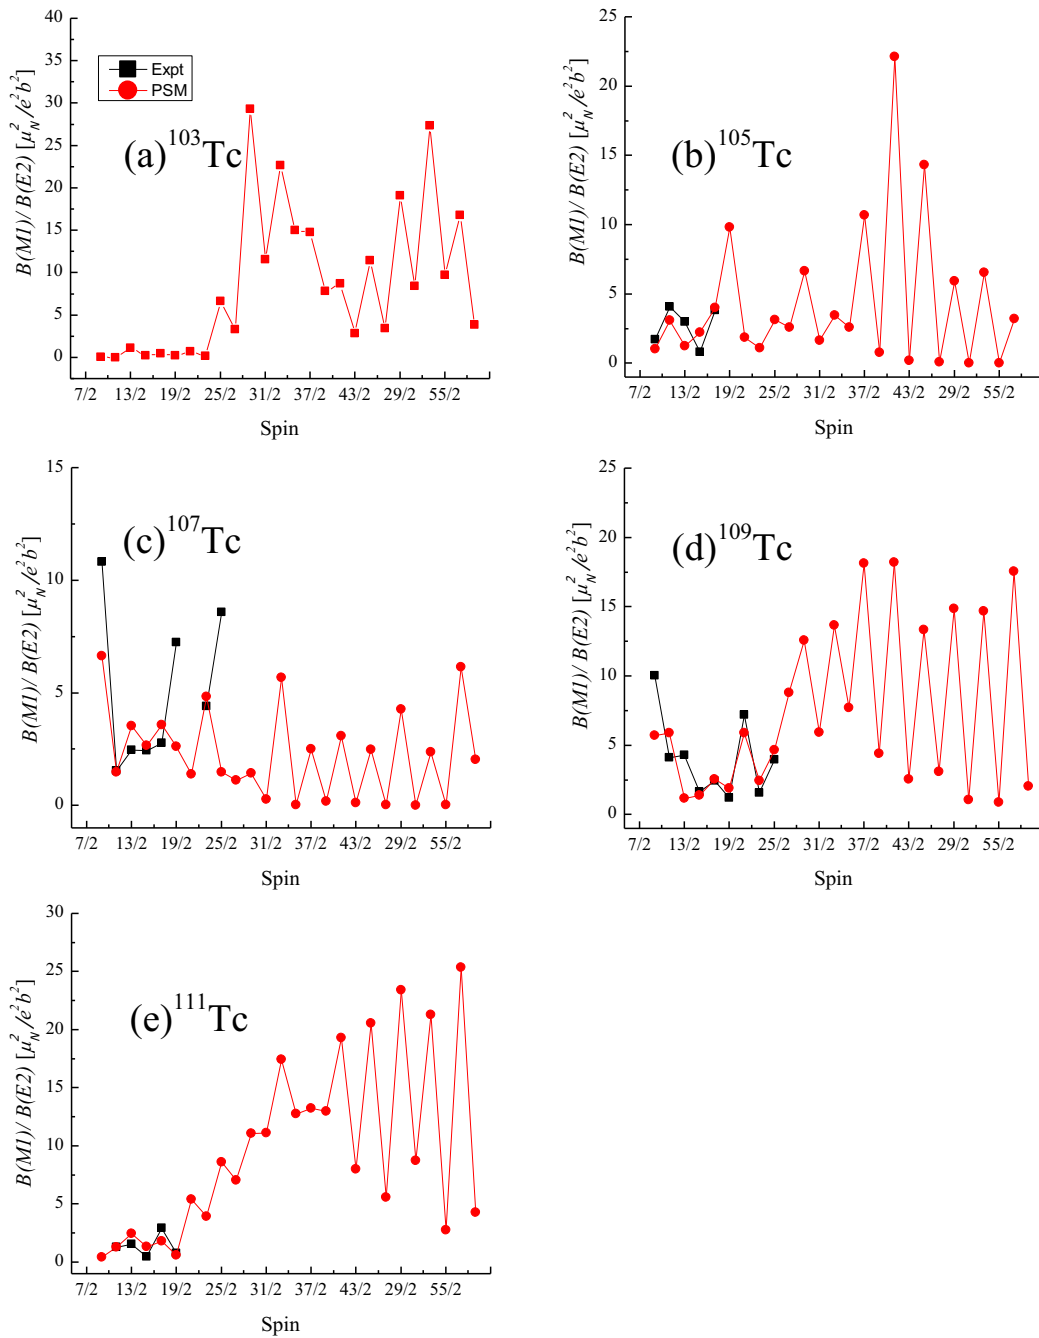 40
35
30
25
20
15
10
5
0
B(M1)/ B(E2) [μ²_N/e²b²]
Expt
PSM
(a)¹⁰³Tc
7/2 13/2 19/2 25/2 31/2 37/2 43/2 29/2 55/2
Spin
25
20
15
10
5
0
B(M1)/ B(E2) [μ²_N/e²b²]
(b)¹⁰⁵Tc
7/2 13/2 19/2 25/2 31/2 37/2 43/2 29/2 55/2
Spin
15
10
5
0
B(M1)/ B(E2) [μ²_N/e²b²]
(c)¹⁰⁷Tc
7/2 13/2 19/2 25/2 31/2 37/2 43/2 29/2 55/2
Spin
25
20
15
10
5
0
B(M1)/ B(E2) [μ²_N/e²b²]
(d)¹⁰⁹Tc
7/2 13/2 19/2 25/2 31/2 37/2 43/2 29/2 55/2
Spin
30
25
20
15
10
5
0
B(M1)/ B(E2) [μ²_N/e²b²]
(e)¹¹¹Tc
7/2 13/2 19/2 25/2 31/2 37/2 43/2 29/2 55/2
Spin